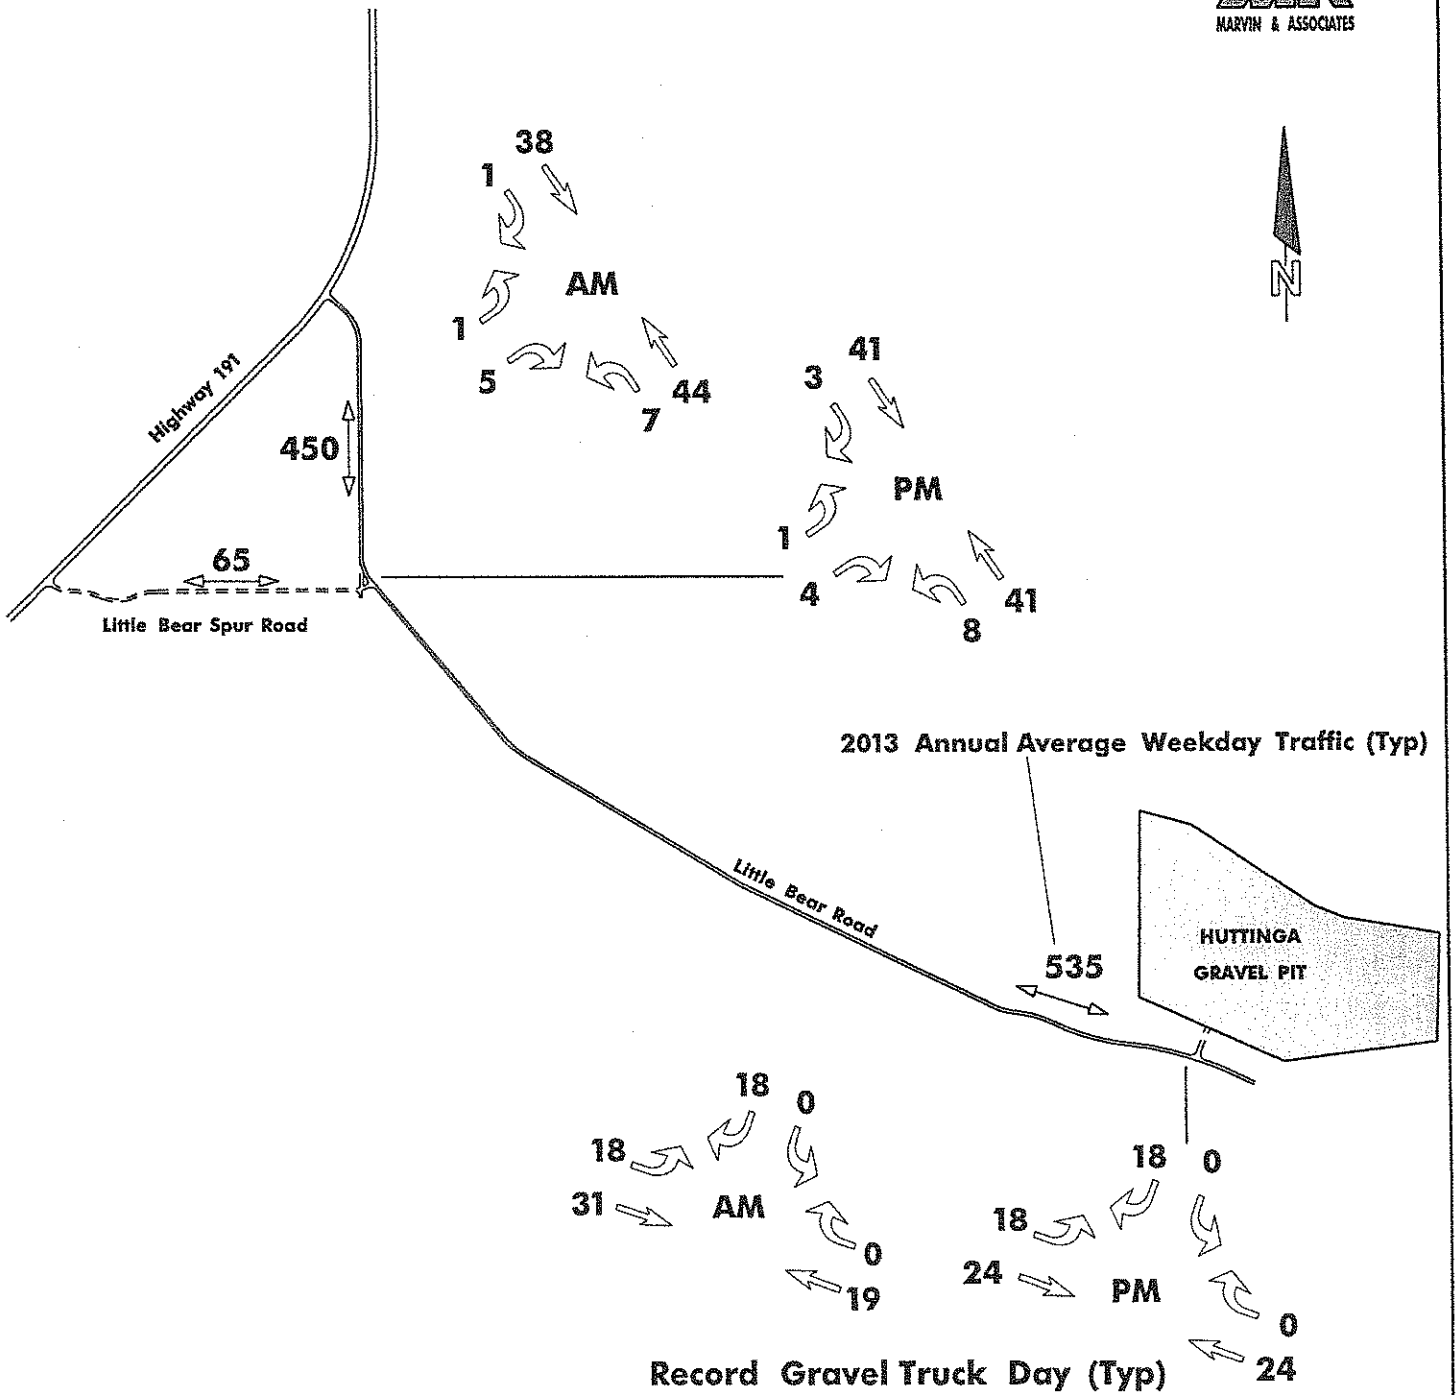 MARVIN & ASSOCIATES
38
1
N
AM
1
5
44
7
41
3
Highway 191
450
PM
1
65
4
41
8
Little Bear Spur Road
2013 Annual Average Weekday Traffic (Typ)
Little Bear Road
HUTTINGA
GRAVEL PIT
535
18
0
18
31
AM
0
19
18
0
18
24
PM
0
24
Record Gravel Truck Day (Typ)